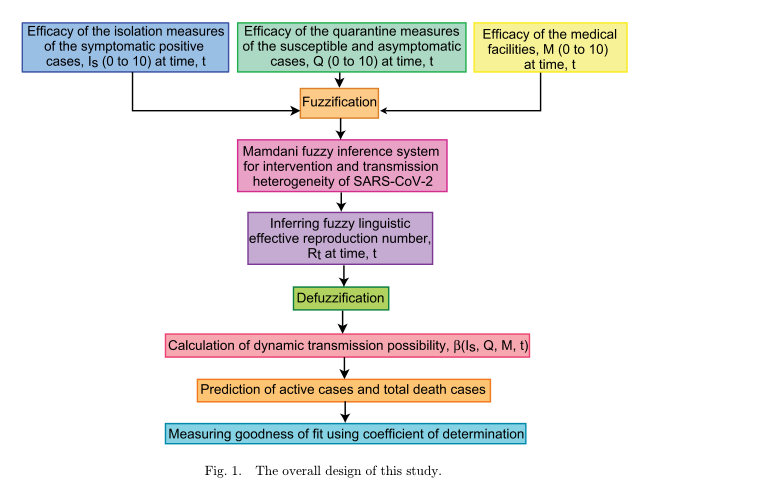 Efficacy of the isolation measures
of the symptomatic positive
cases, Is (0 to 10) at time, t
Efficacy of the quarantine measures
of the susceptible and asymptomatic
cases, Q (0 to 10) at time, t
Efficacy of the medical
facilities, M (0 to 10)
at time, t
Fuzzification
Mamdani fuzzy inference system
for intervention and transmission
heterogeneity of SARS-CoV-2
Inferring fuzzy linguistic
effective reproduction number,
Rt at time, t
Defuzzification
Calculation of dynamic transmission possibility, β(Is, Q, M, t)
Prediction of active cases and total death cases
Measuring goodness of fit using coefficient of determination
Fig. 1. The overall design of this study.